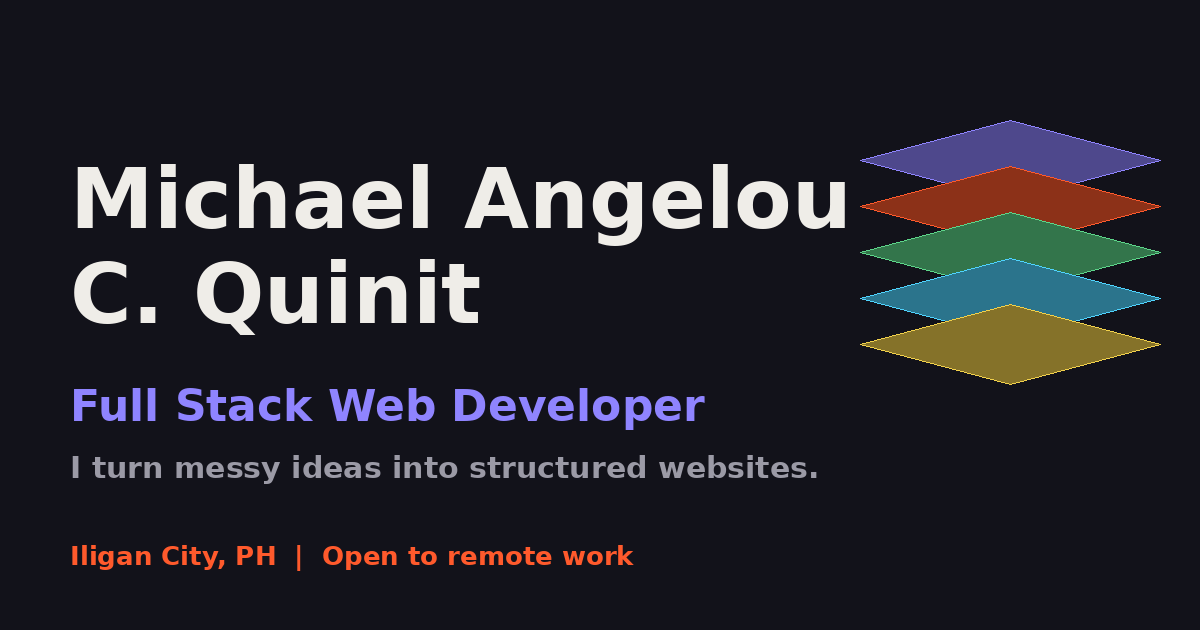 Michael Angelou
C. Quinit
Full Stack Web Developer
I turn messy ideas into structured websites.
Iligan City, PH | Open to remote work